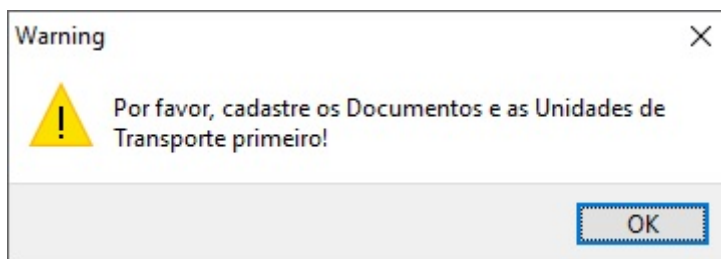 Warning
Por favor, cadastre os Documentos e as Unidades de
Transporte primeiro!
OK